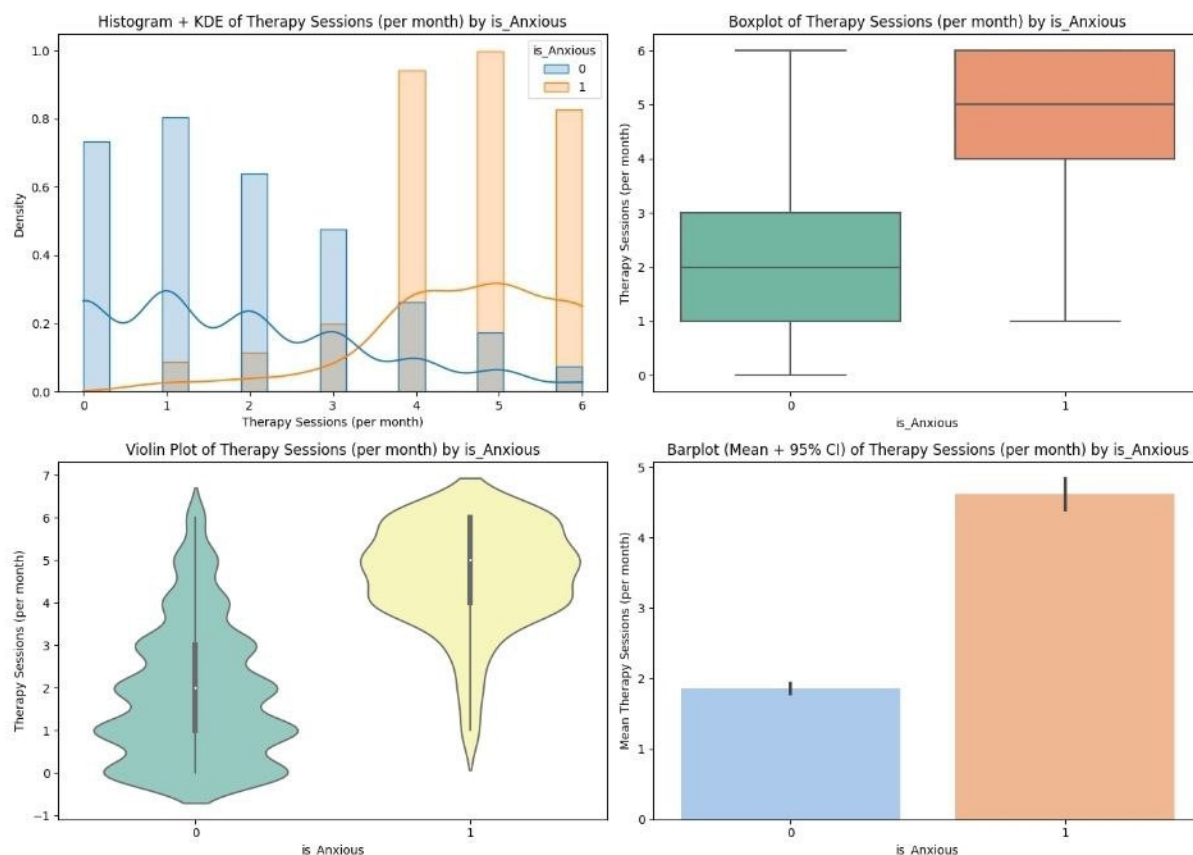 Histogram + KDE of Therapy Sessions (per month) by is_Anxious
1.0
0.8
0.6
0.4
0.2
0.0
Density
is_Anxious
0
1
0 1 2 3 4 5 6
Therapy Sessions (per month)
Boxplot of Therapy Sessions (per month) by is_Anxious
6
5
4
3
2
1
0
Therapy Sessions (per month)
0 1
is_Anxious
Violin Plot of Therapy Sessions (per month) by is_Anxious
7
6
5
4
3
2
1
0
−1
Therapy Sessions (per month)
0 1
is_Anxious
Barplot (Mean + 95% CI) of Therapy Sessions (per month) by is_Anxious
5
4
3
2
1
0
Mean Therapy Sessions (per month)
0 1
is_Anxious